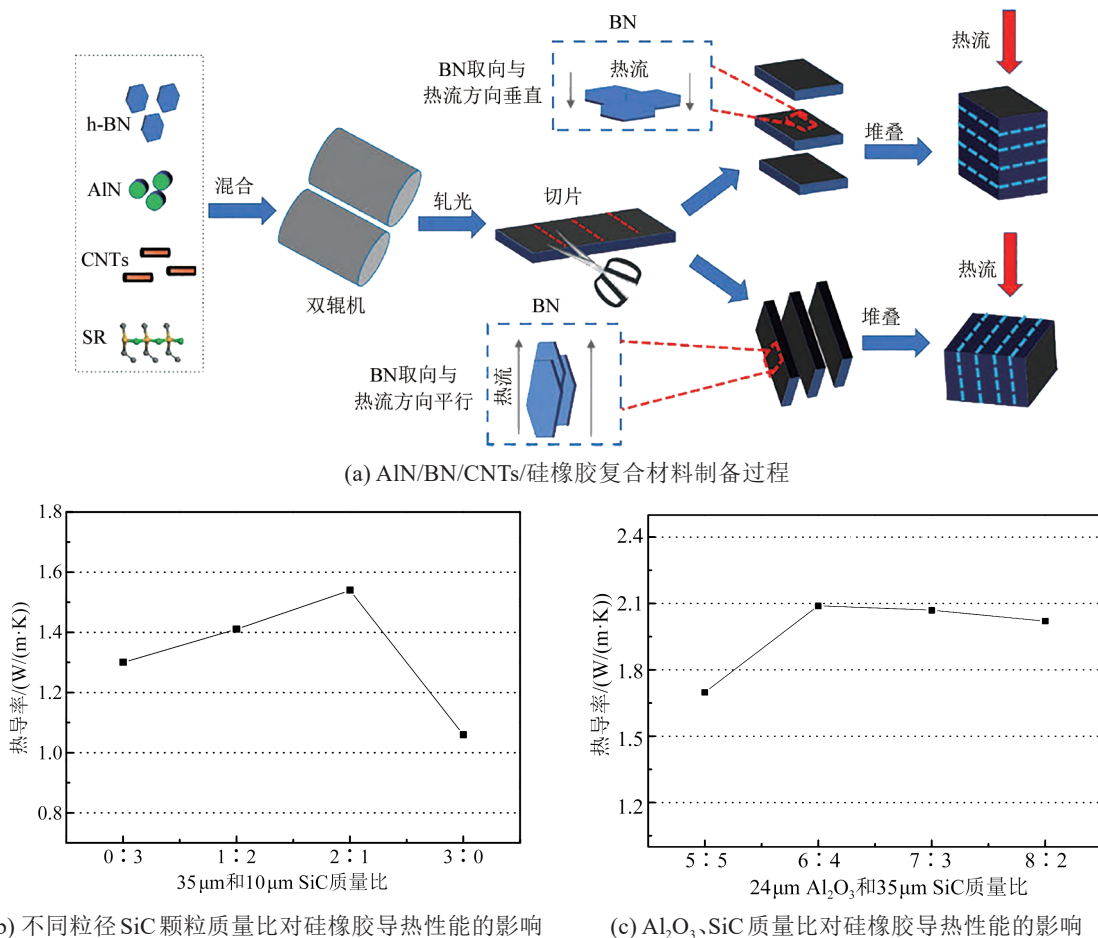 BN
热流
BN取向与
热流方向垂直
热流
h-BN
堆叠
AlN
混合
轧光
切片
CNTs
热流
双辊机
堆叠
SR
BN
BN取向与
热流方向平行
热流
(a) AlN/BN/CNTs/硅橡胶复合材料制备过程
1.8
1.6
1.4
1.2
1.0
0.8
热导率/(W/(m·K))
0∶3 1∶2 2∶1 3∶0
35μm和10μm SiC质量比
2.4
2.1
1.8
1.5
1.2
热导率/(W/(m·K))
5∶5 6∶4 7∶3 8∶2
24μm Al₂O₃和35μm SiC质量比
) 不同粒径SiC颗粒质量比对硅橡胶导热性能的影响
(c) Al₂O₃、SiC质量比对硅橡胶导热性能的影响